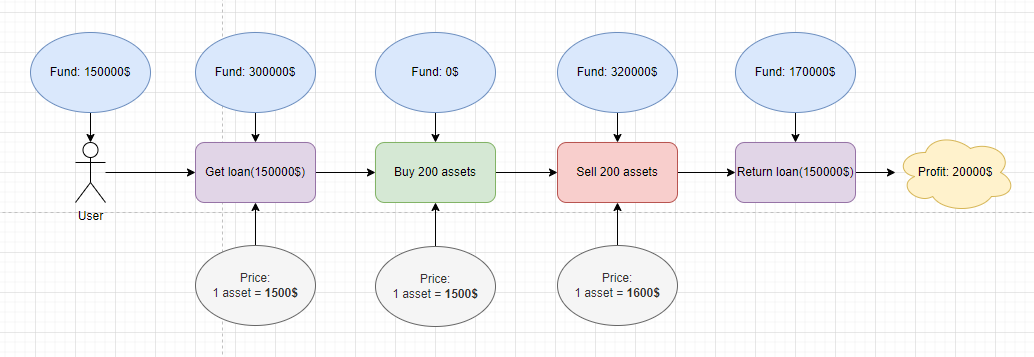 Fund: 150000$
Fund: 300000$
Fund: 0$
Fund: 320000$
Fund: 170000$
User
Get loan(150000$)
Buy 200 assets
Sell 200 assets
Return loan(150000$)
Profit: 20000$
Price:
1 asset = 1500$
Price:
1 asset = 1500$
Price:
1 asset = 1600$